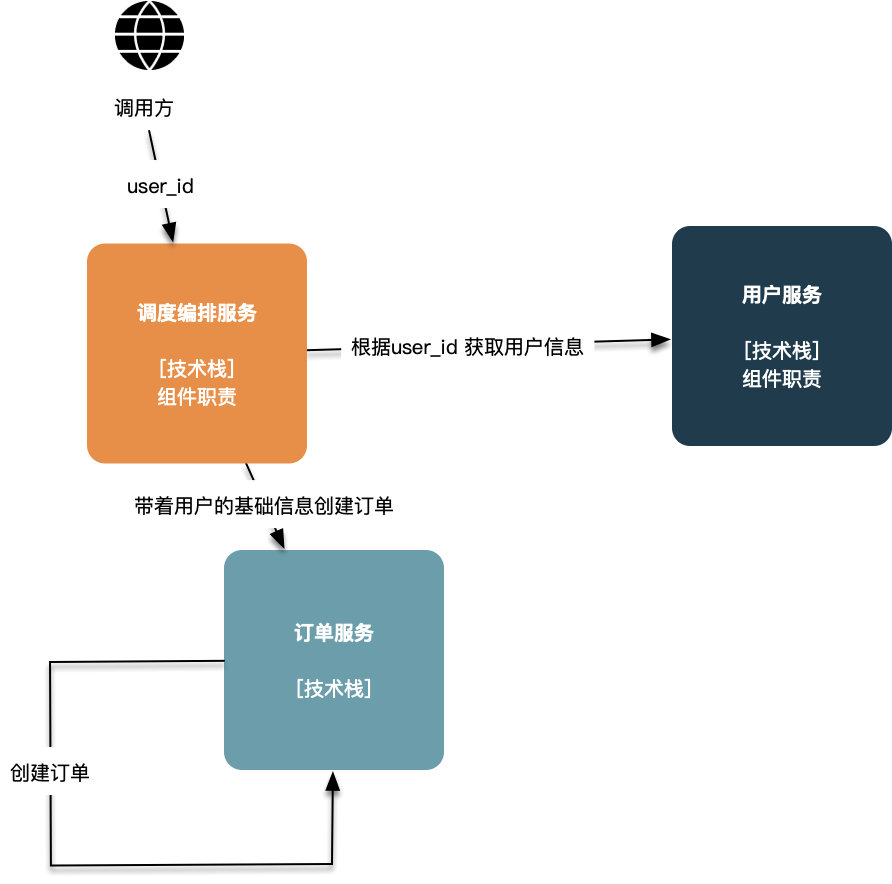 调用方
user_id
调度编排服务
[技术栈]
组件职责
根据user_id 获取用户信息
用户服务
[技术栈]
组件职责
带着用户的基础信息创建订单
订单服务
[技术栈]
创建订单